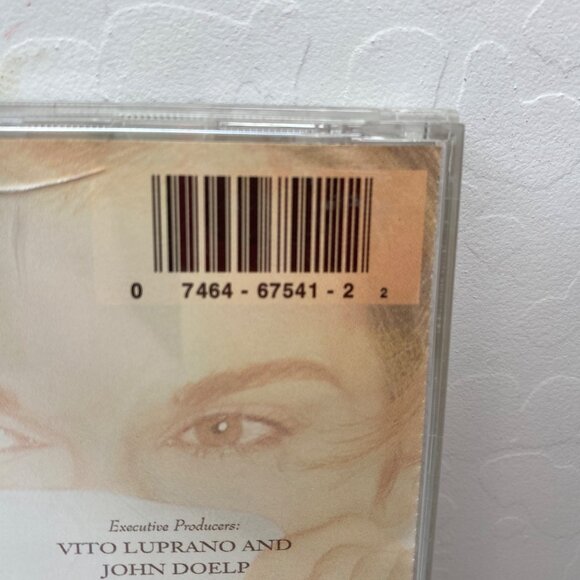 0 7464 - 67541 - 2 2
Executive Producers:
VITO LUPRANO AND
JOHN DOELP